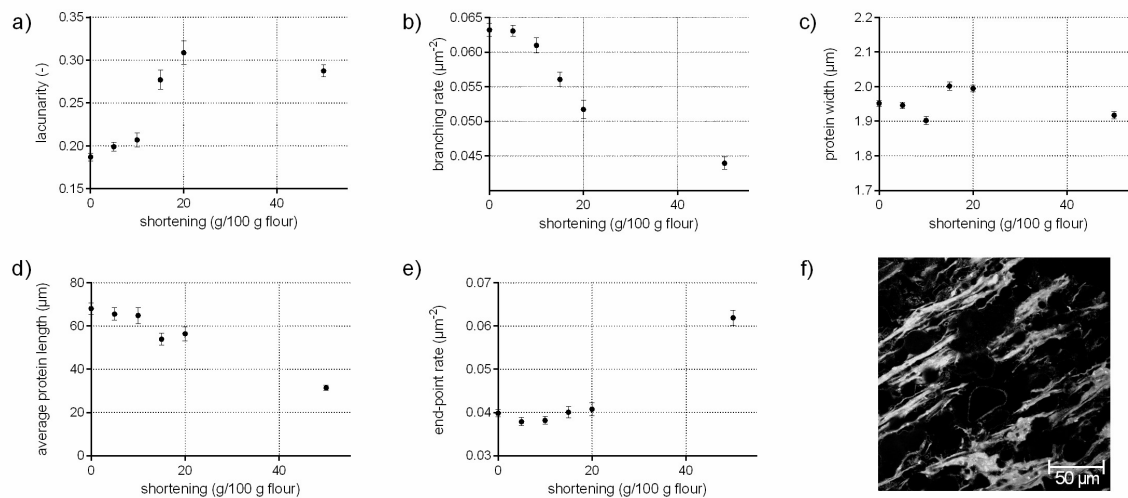 a)
lacunarity (-)
0.35
0.30
0.25
0.20
0.15
0
20
40
shortening (g/100 g flour)
b)
branching rate (µm⁻²)
0.065
0.060
0.055
0.050
0.045
0
20
40
shortening (g/100 g flour)
c)
protein width (µm)
2.2
2.1
2.0
1.9
1.8
1.7
0
20
40
shortening (g/100 g flour)
d)
average protein length (µm)
80
60
40
20
0
0
20
40
shortening (g/100 g flour)
e)
end-point rate (µm⁻²)
0.07
0.06
0.05
0.04
0.03
0
20
40
shortening (g/100 g flour)
f)
50 µm